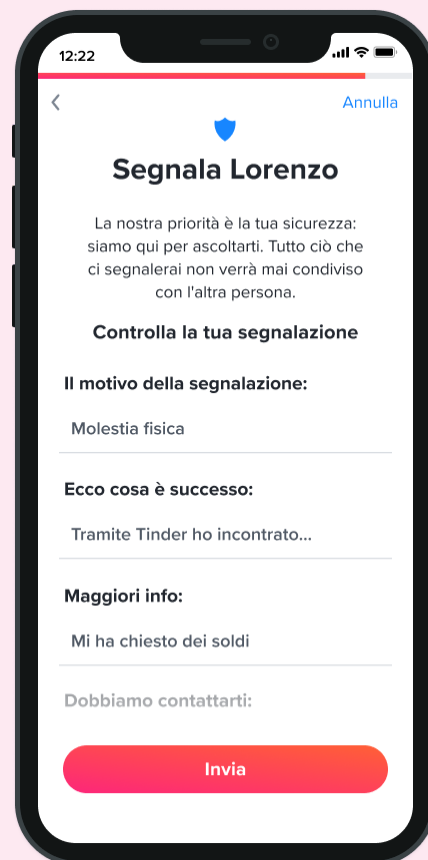 12:22
Annulla
Segnala Lorenzo
La nostra priorità è la tua sicurezza:
siamo qui per ascoltarti. Tutto ciò che
ci segnalerai non verrà mai condiviso
con l'altra persona.
Controlla la tua segnalazione
Il motivo della segnalazione:
Molestia fisica
Ecco cosa è successo:
Tramite Tinder ho incontrato...
Maggiori info:
Mi ha chiesto dei soldi
Dobbiamo contattarti:
Invia